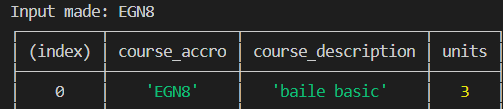 Input made: EGN8
(index) course_accro course_description units
0 'EGN8' 'baile basic' 3